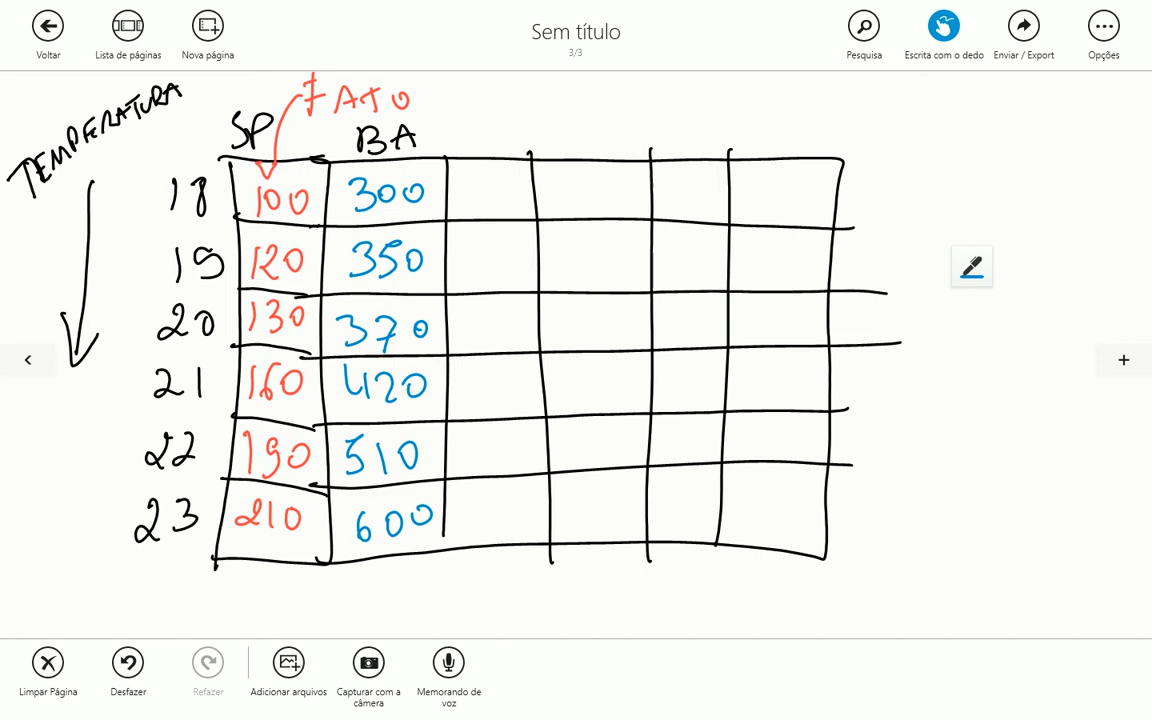 Voltar Lista de páginas Nova página Sem título Pesquisa Escrita com o dedo Enviar / Export Opções
3/3
TEMPERATURA
FATO
SP BA
18 100 300
19 120 350
20 130 370
21 160 420
22 190 510
23 210 600
Limpar Página Desfazer Refazer Adicionar arquivos Capturar com a câmera Memorando de voz